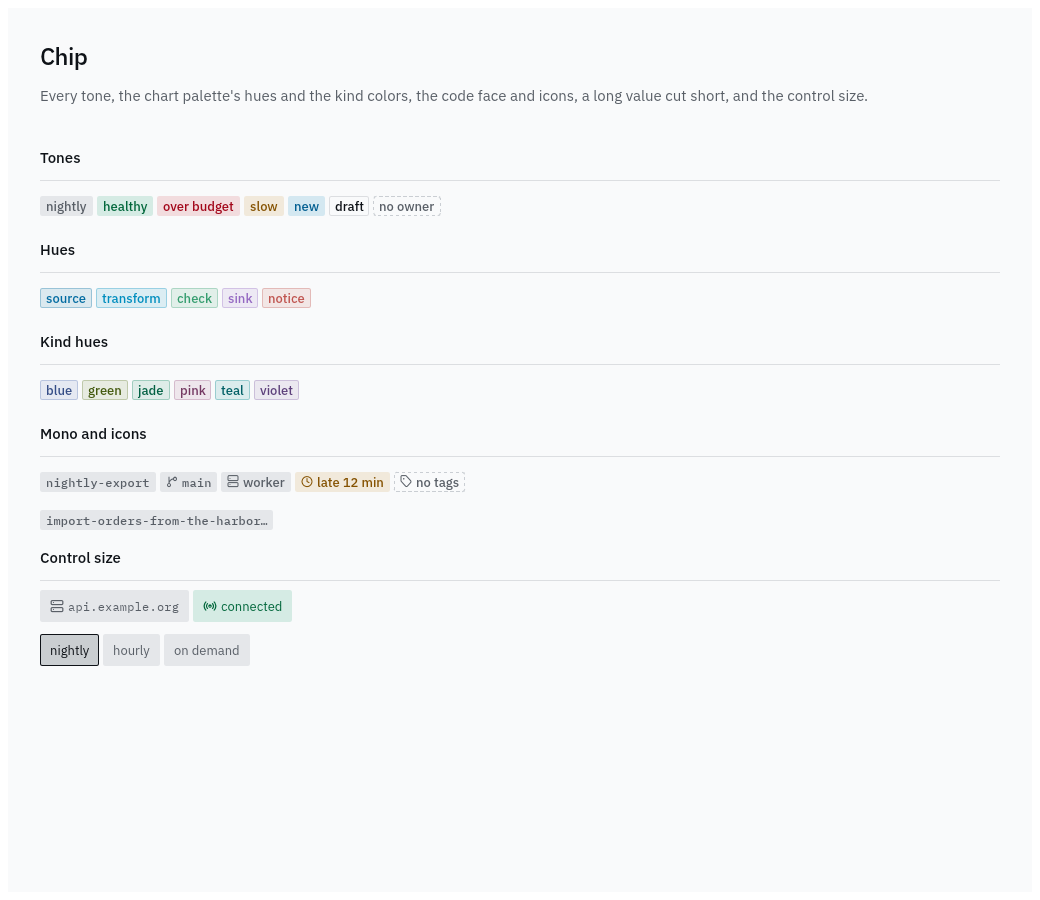 Chip
Every tone, the chart palette's hues and the kind colors, the code face and icons, a long value cut short, and the control size.
Tones
nightly healthy over budget slow new draft no owner
Hues
source transform check sink notice
Kind hues
blue green jade pink teal violet
Mono and icons
nightly-export main worker late 12 min no tags
import-orders-from-the-harbor…
Control size
api.example.org connected
nightly hourly on demand